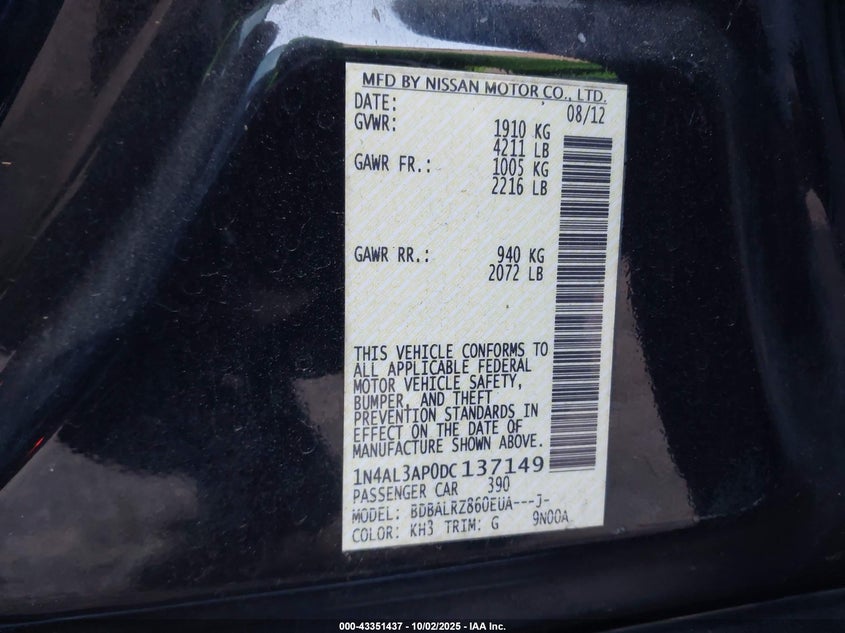 MFD BY NISSAN MOTOR CO., LTD.
DATE: 08/12
GVWR: 1910 KG
4211 LB
GAWR FR.: 1005 KG
2216 LB
GAWR RR.: 940 KG
2072 LB
THIS VEHICLE CONFORMS TO
ALL APPLICABLE FEDERAL
MOTOR VEHICLE SAFETY,
BUMPER, AND THEFT
PREVENTION STANDARDS IN
EFFECT ON THE DATE OF
MANUFACTURE SHOWN ABOVE.
1N4AL3AP0DC137149
PASSENGER CAR 390
MODEL: BDBALRZ860EUA---J-
COLOR: KH3 TRIM: G 9N00A
000-43351437 - 10/02/2025 - IAA Inc.